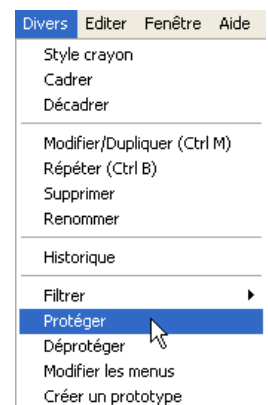 Divers Editer Fenêtre Aide
Style crayon
Cadrer
Décadrer
Modifier/Dupliquer (Ctrl M)
Répéter (Ctrl B)
Supprimer
Renommer
Historique
Filtrer
Protéger
Déprotéger
Modifier les menus
Créer un prototype